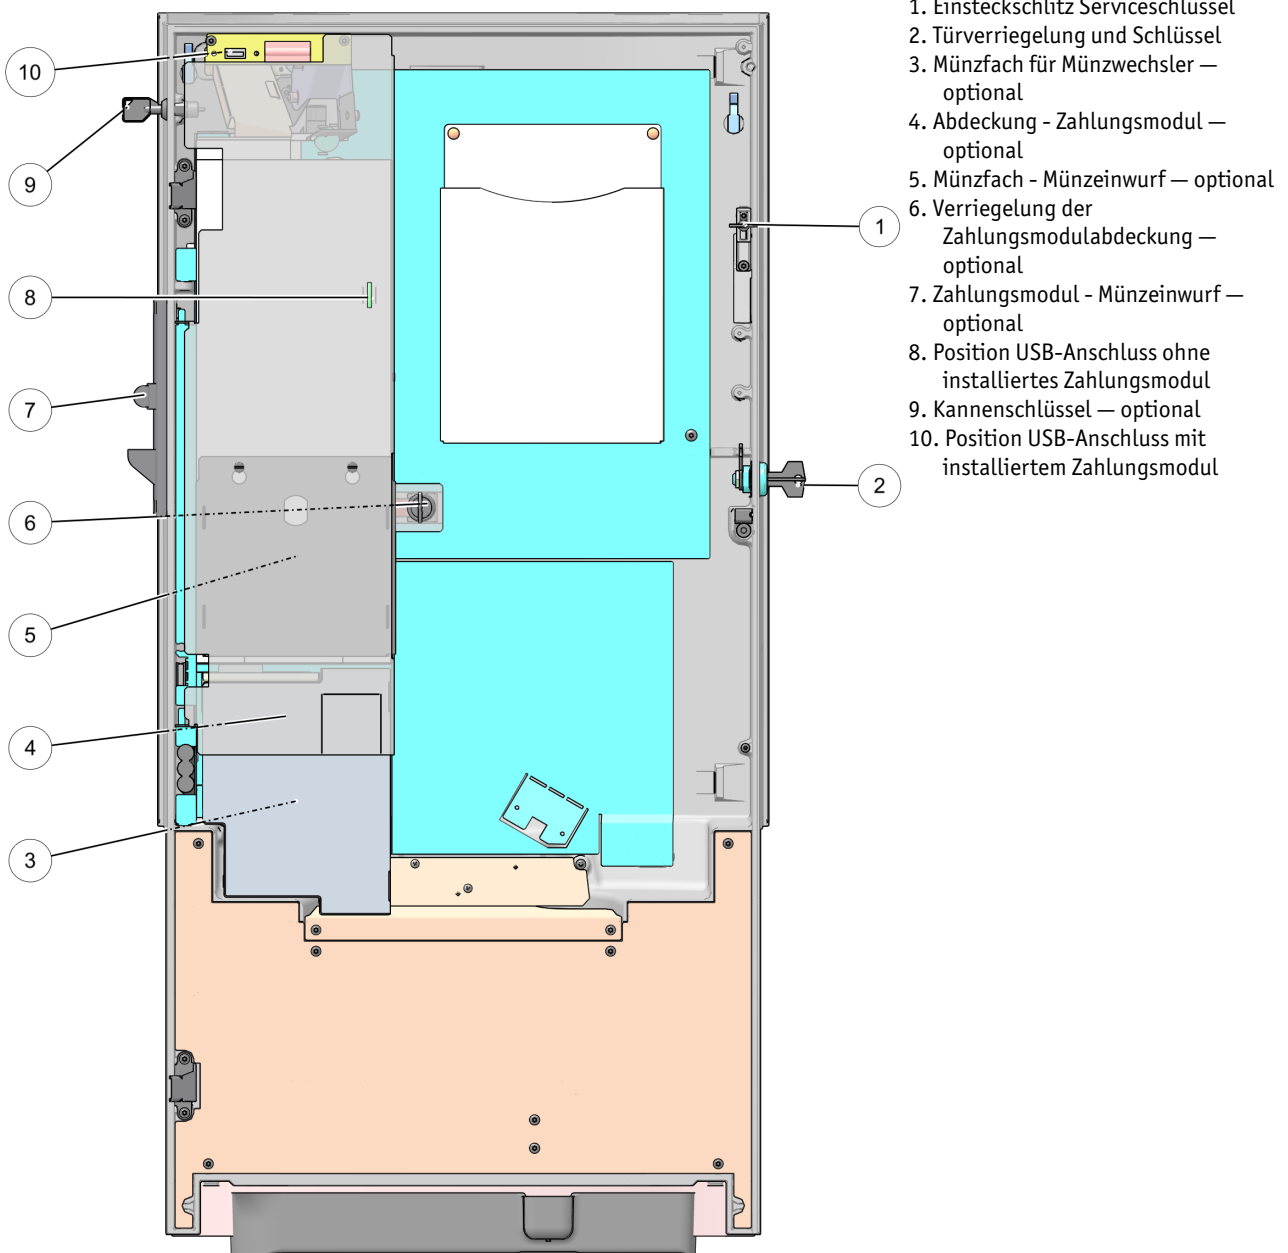 1. Einsteckschlitz Serviceschlüssel
2. Türverriegelung und Schlüssel
3. Münzfach für Münzwechsler —
optional
4. Abdeckung - Zahlungsmodul —
optional
5. Münzfach - Münzeinwurf — optional
6. Verriegelung der
Zahlungsmodulabdeckung —
optional
7. Zahlungsmodul - Münzeinwurf —
optional
8. Position USB-Anschluss ohne
installiertes Zahlungsmodul
9. Kannenschlüssel — optional
10. Position USB-Anschluss mit
installiertem Zahlungsmodul
10
9
8
7
6
5
4
3
1
2